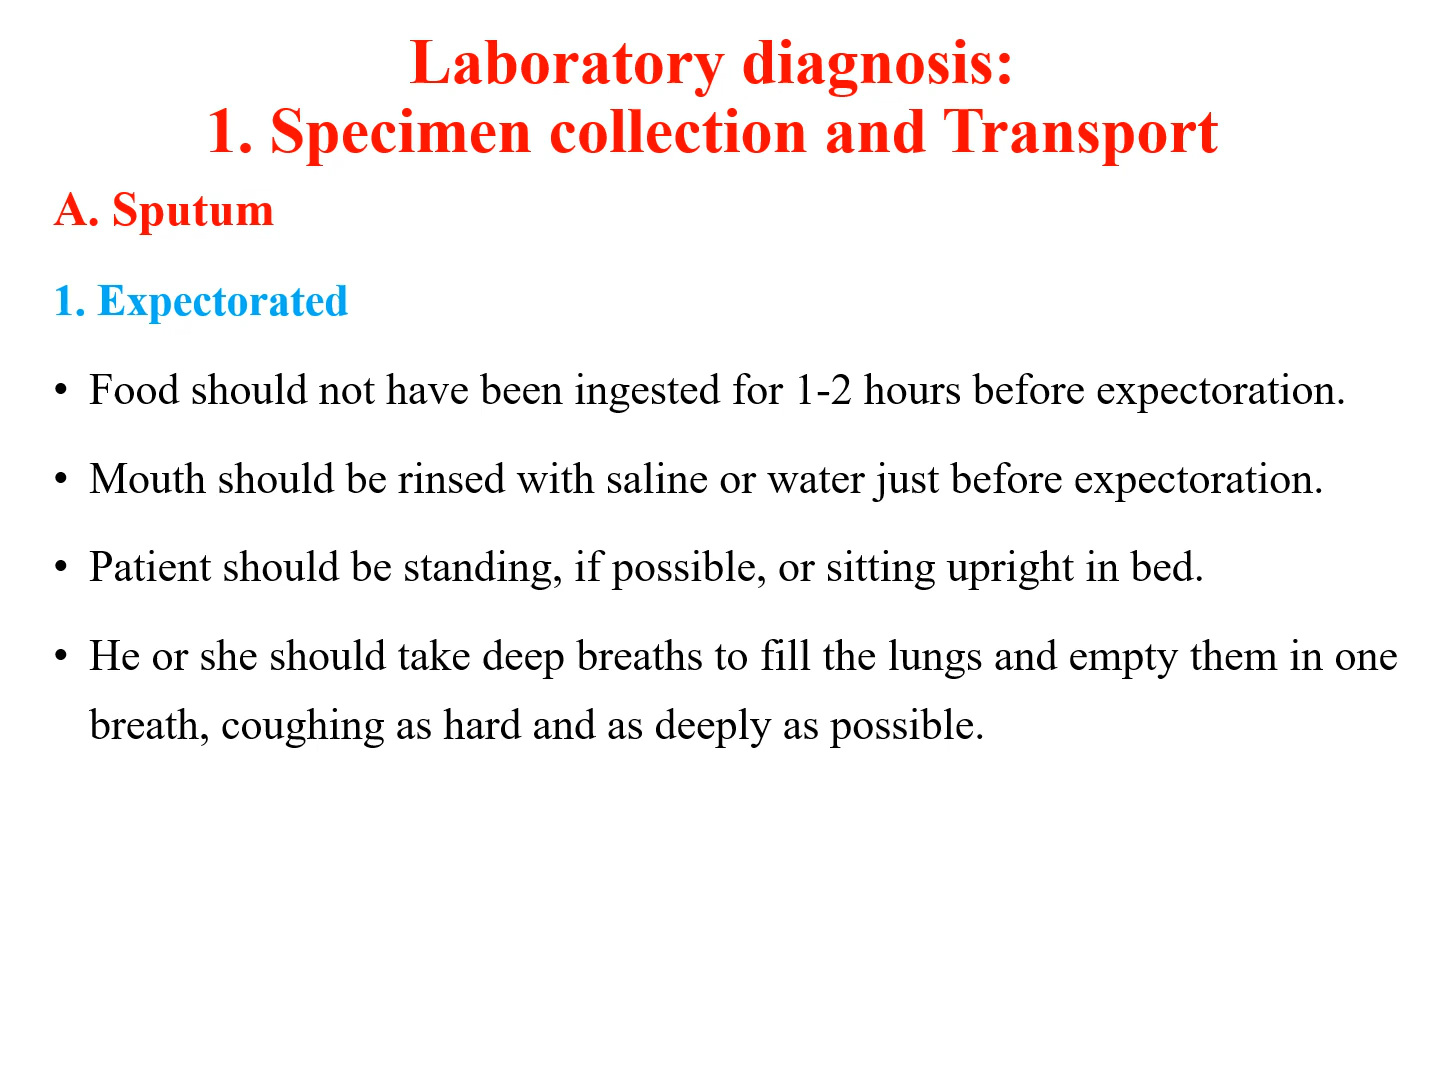 Laboratory diagnosis:
1. Specimen collection and Transport
A. Sputum
1. Expectorated
• Food should not have been ingested for 1-2 hours before expectoration.
• Mouth should be rinsed with saline or water just before expectoration.
• Patient should be standing, if possible, or sitting upright in bed.
• He or she should take deep breaths to fill the lungs and empty them in one
breath, coughing as hard and as deeply as possible.